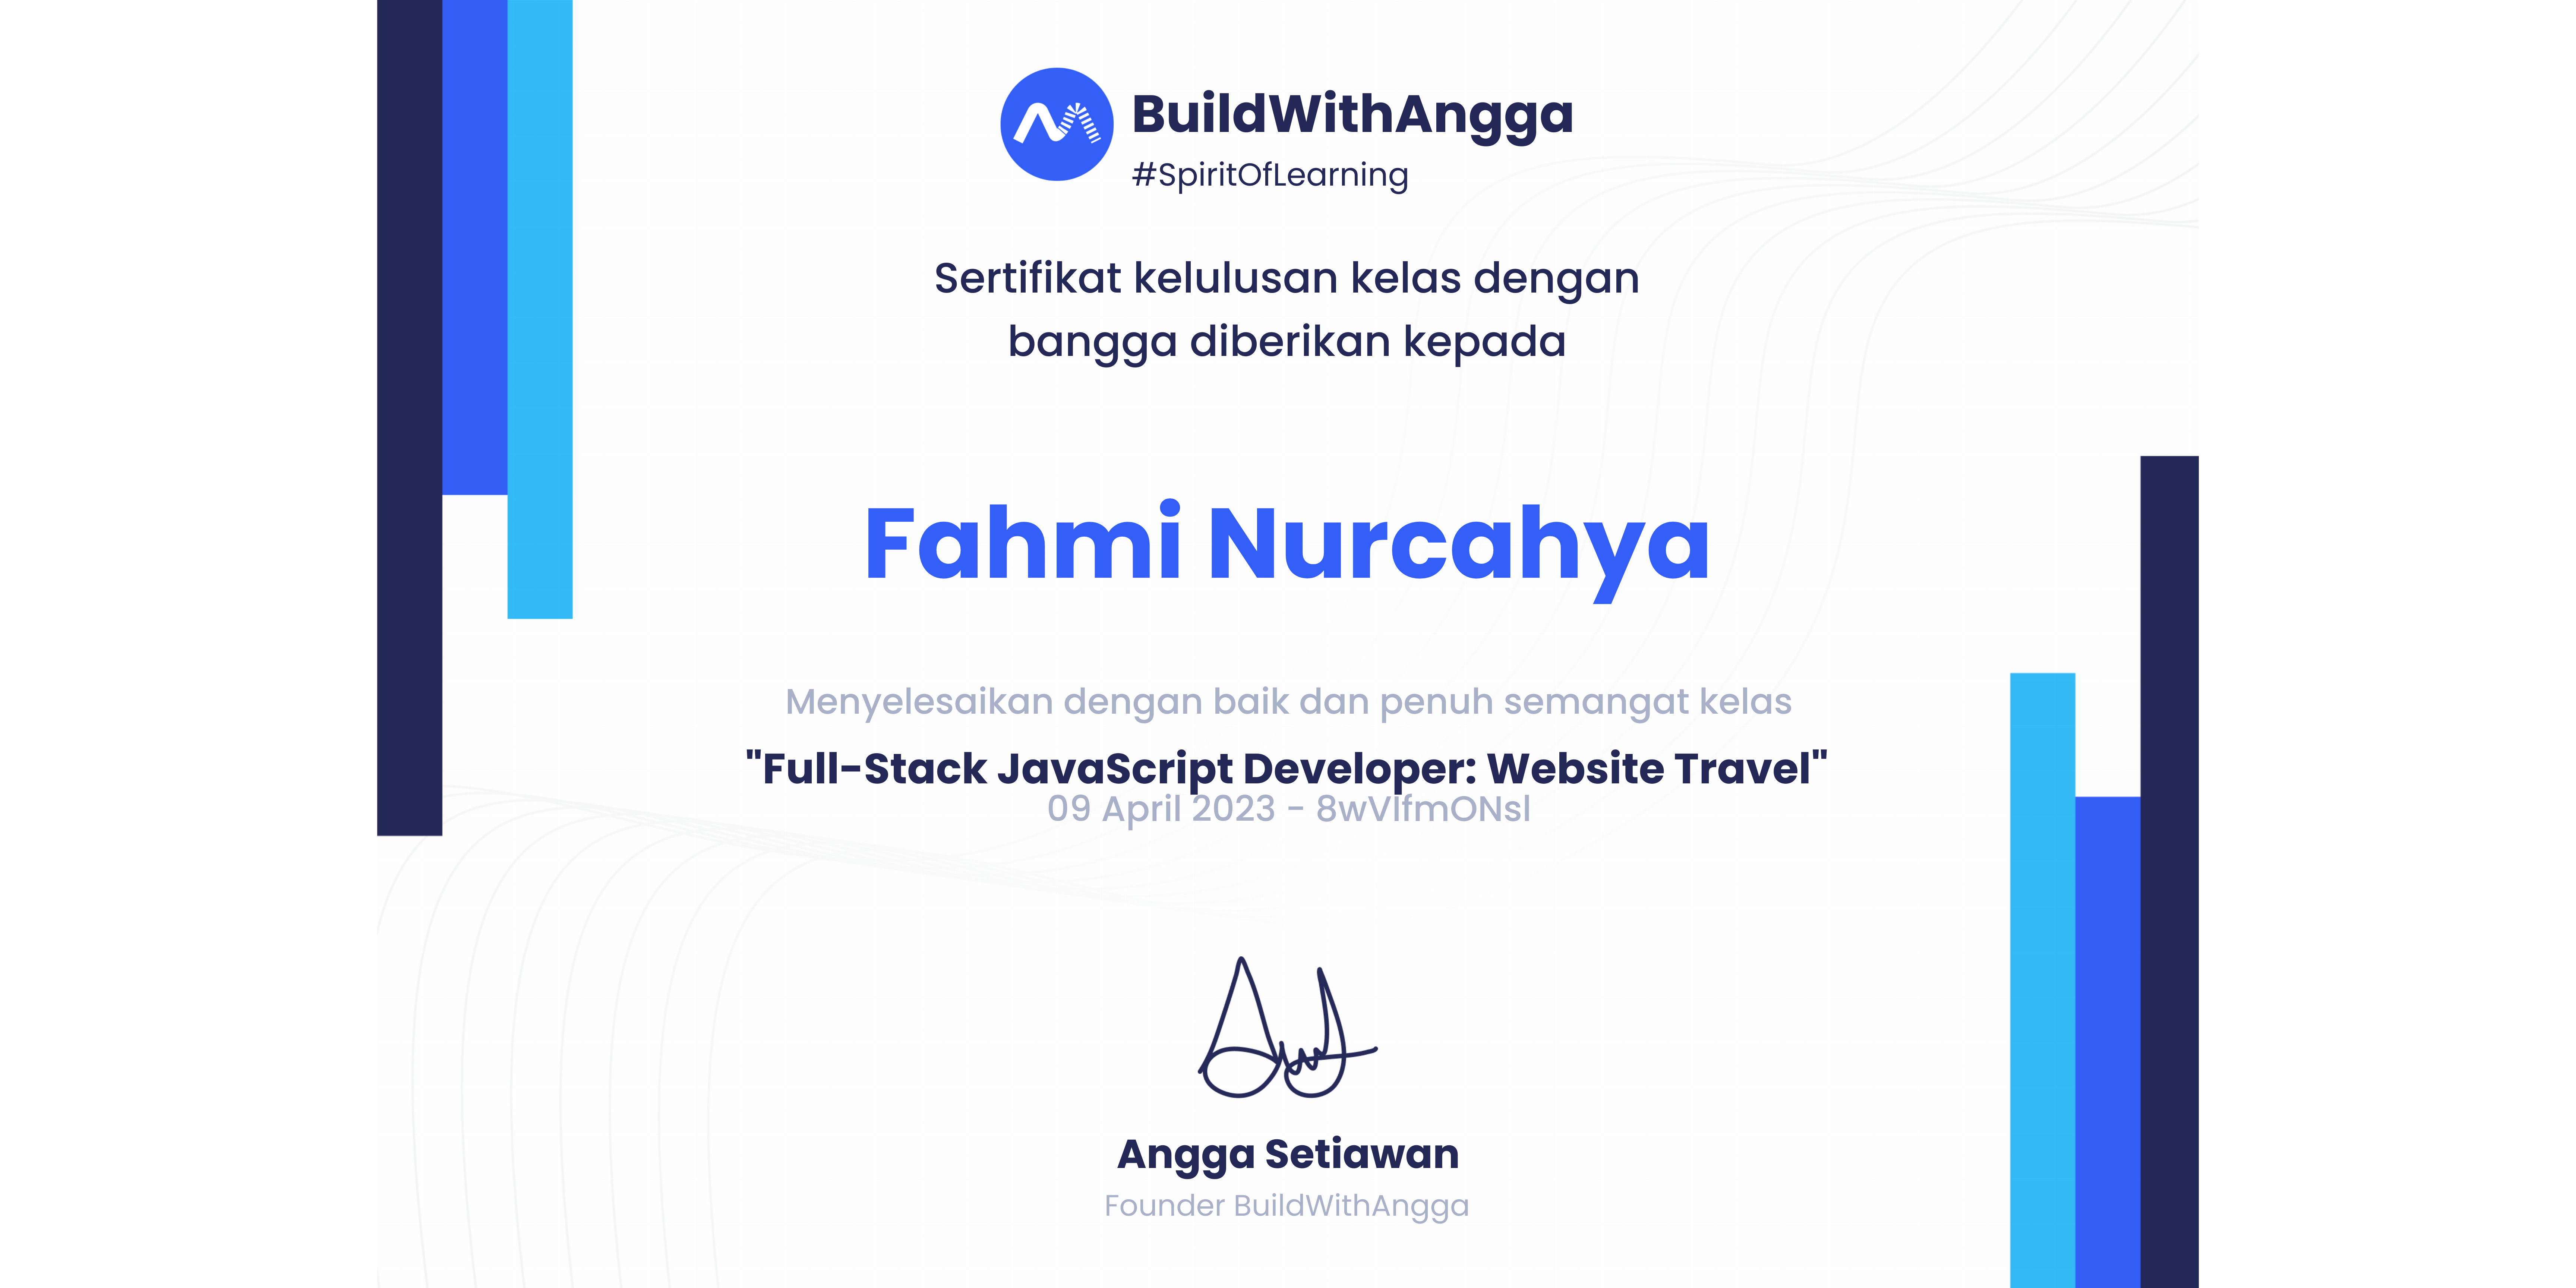 BuildWithAngga
#SpiritOfLearning
Sertifikat kelulusan kelas dengan
bangga diberikan kepada
Fahmi Nurcahya
Menyelesaikan dengan baik dan penuh semangat kelas
"Full-Stack JavaScript Developer: Website Travel"
09 April 2023 - 8wVIfmONsl
Angga Setiawan
Founder BuildWithAngga